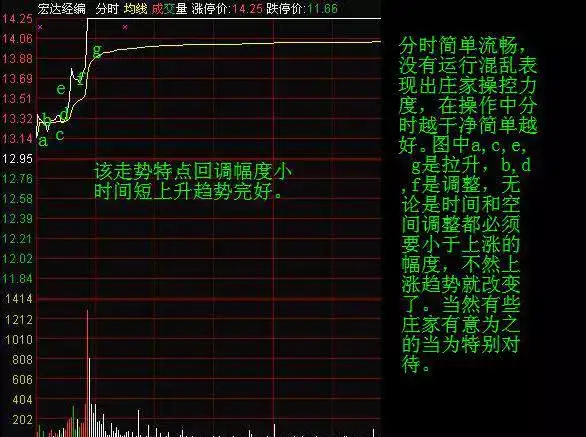 宏达经编 分时 均线 成交量 涨停价:14.25 跌停价:11.66
14.25
14.06
13.88
13.69
13.51
13.32
13.14
12.95
12.76
12.58
12.39
12.21
12.02
11.84
1414
1212
1010
808
606
404
202
g
e
f
d
b
c
a
该走势特点回调幅度小
时间短上升趋势完好。
分时简单流畅,
没有运行混乱表
现出庄家操控力
度，在操作中分
时越干净简单越
好。图中a,c,e,
g是拉升，b,d
,f是调整，无
论是时间和空
间调整都必须
要小于上涨的
幅度，不然上
涨趋势就改变
了。当然有些
庄家有意为之
的当为特别对
待。